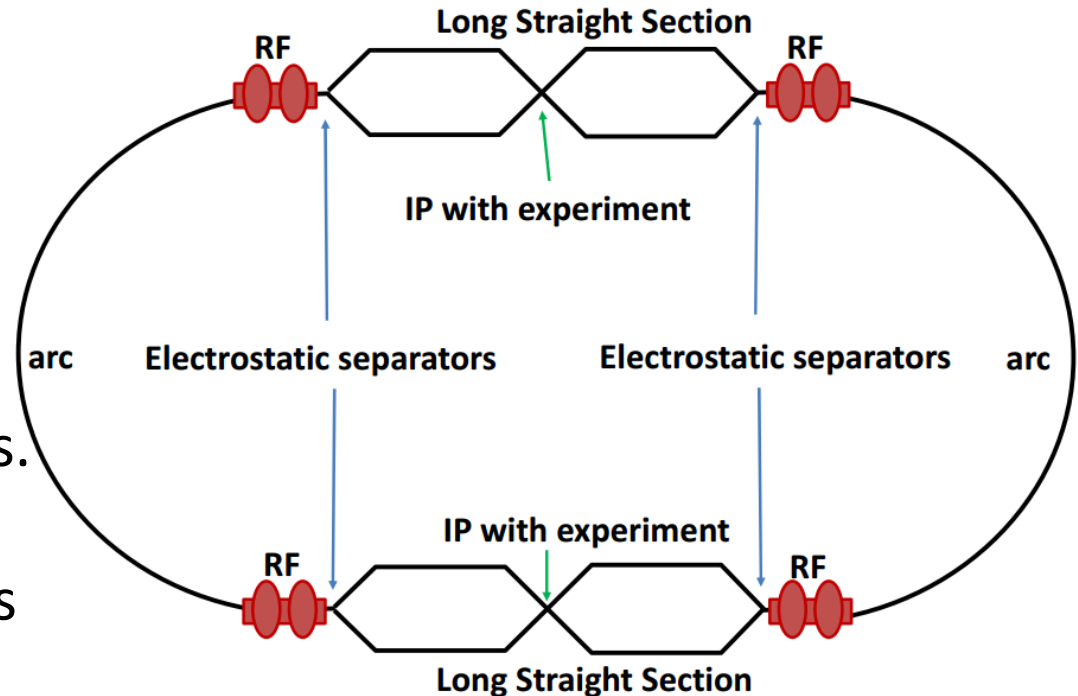 Long Straight Section
RF
RF
IP with experiment
arc
Electrostatic separators
Electrostatic separators
arc
s.
IP with experiment
RF
RF
s
Long Straight Section